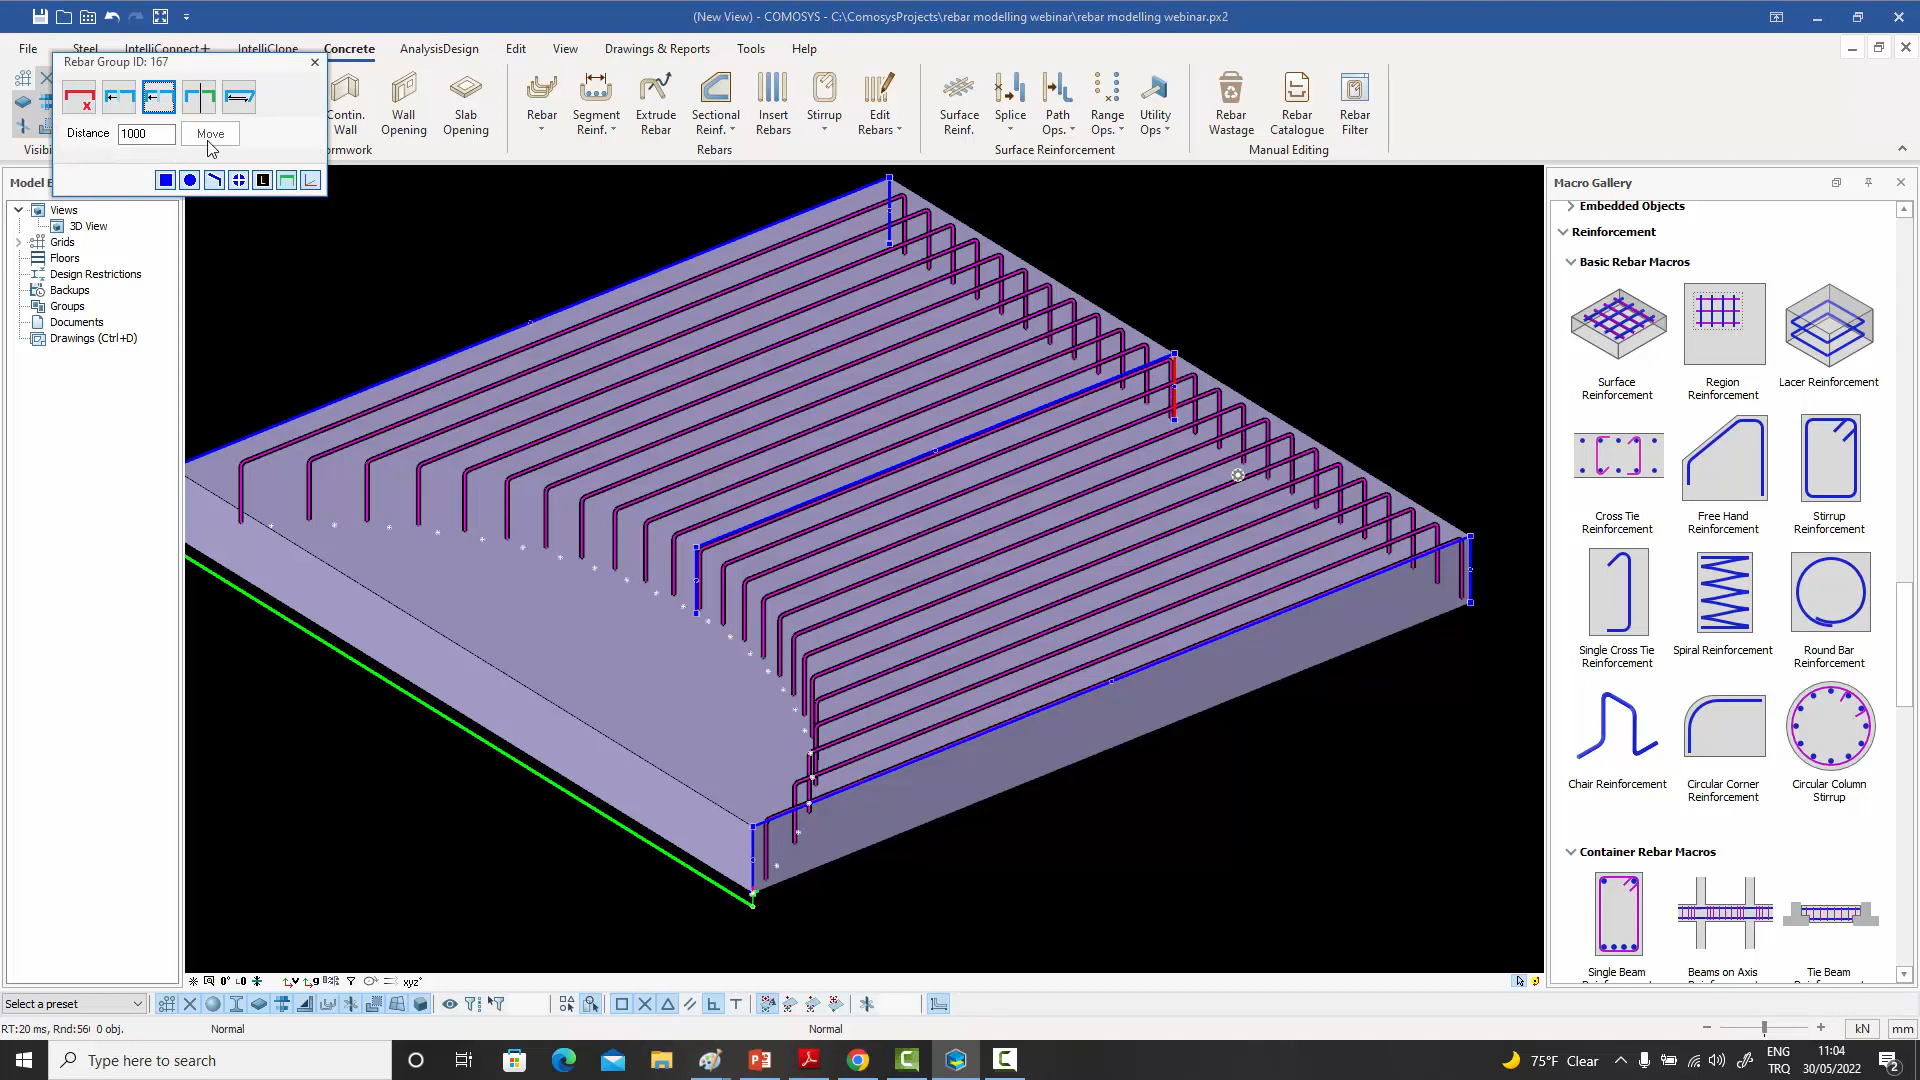 (New View) - COMOSYS - C:\ComosysProjects\rebar modelling webinar\rebar modelling webinar.px2
File Steel IntelliConnect+ IntelliClone Concrete AnalysisDesign Edit View Drawings & Reports Tools Help
Rebar Group ID: 167
Distance 1000 Move
Contin. Wall
Wall Opening
Slab Opening
Rebar
Segment Reinf.
Extrude Rebar
Sectional Reinf.
Insert Rebars
Stirrup
Edit Rebars
Surface Reinf.
Splice
Path Ops.
Range Ops.
Utility Ops
Rebar Wastage
Rebar Catalogue
Rebar Filter
Rebars
Surface Reinforcement
Manual Editing
Views
3D View
Grids
Floors
Design Restrictions
Backups
Groups
Documents
Drawings (Ctrl+D)
Macro Gallery
Embedded Objects
Reinforcement
Basic Rebar Macros
Surface Reinforcement
Region Reinforcement
Lacer Reinforcement
Cross Tie Reinforcement
Free Hand Reinforcement
Stirrup Reinforcement
Single Cross Tie Reinforcement
Spiral Reinforcement
Round Bar Reinforcement
Chair Reinforcement
Circular Corner Reinforcement
Circular Column Stirrup
Container Rebar Macros
Single Beam
Beams on Axis
Tie Beam
Select a preset
RT:20 ms, Rnd:56 0 obj. Normal Normal kN mm
Type here to search
75°F Clear
ENG TRQ
11:04
30/05/2022
2